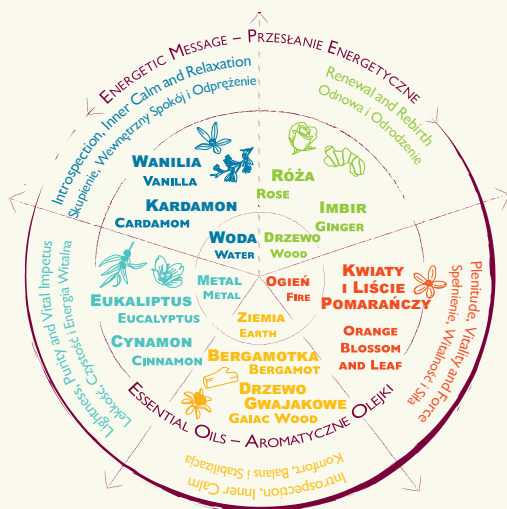 Energetic Message – Przesłanie Energetyczne
Introspection, Inner Calm and Relaxation
Skupienie, Wewnętrzny Spokój i Odprężenie
Renewal and Rebirth
Odnowa i Odrodzenie
Wanilia
Vanilla
Kardamon
Cardamom
Woda
Water
Róża
Rose
Imbir
Ginger
Drzewo
Wood
Lightness, Purity and Vital Impetus
Lekkość, Czystość i Energia Witalna
Metal
Metal
Eukaliptus
Eucalyptus
Cynamon
Cinnamon
Ogień
Fire
Kwiaty
i Liście
Pomarańczy
Orange
Blossom
and Leaf
Plenitude, Vitality and Force
Spełnienie, Witalność i Siła
Ziemia
Earth
Bergamotka
Bergamot
Drzewo
Gwajakowe
Gaiac Wood
Essential Oils – Aromatyczne Olejki
Komfort, Balans i Stabilizacja
Introspection, Inner Calm